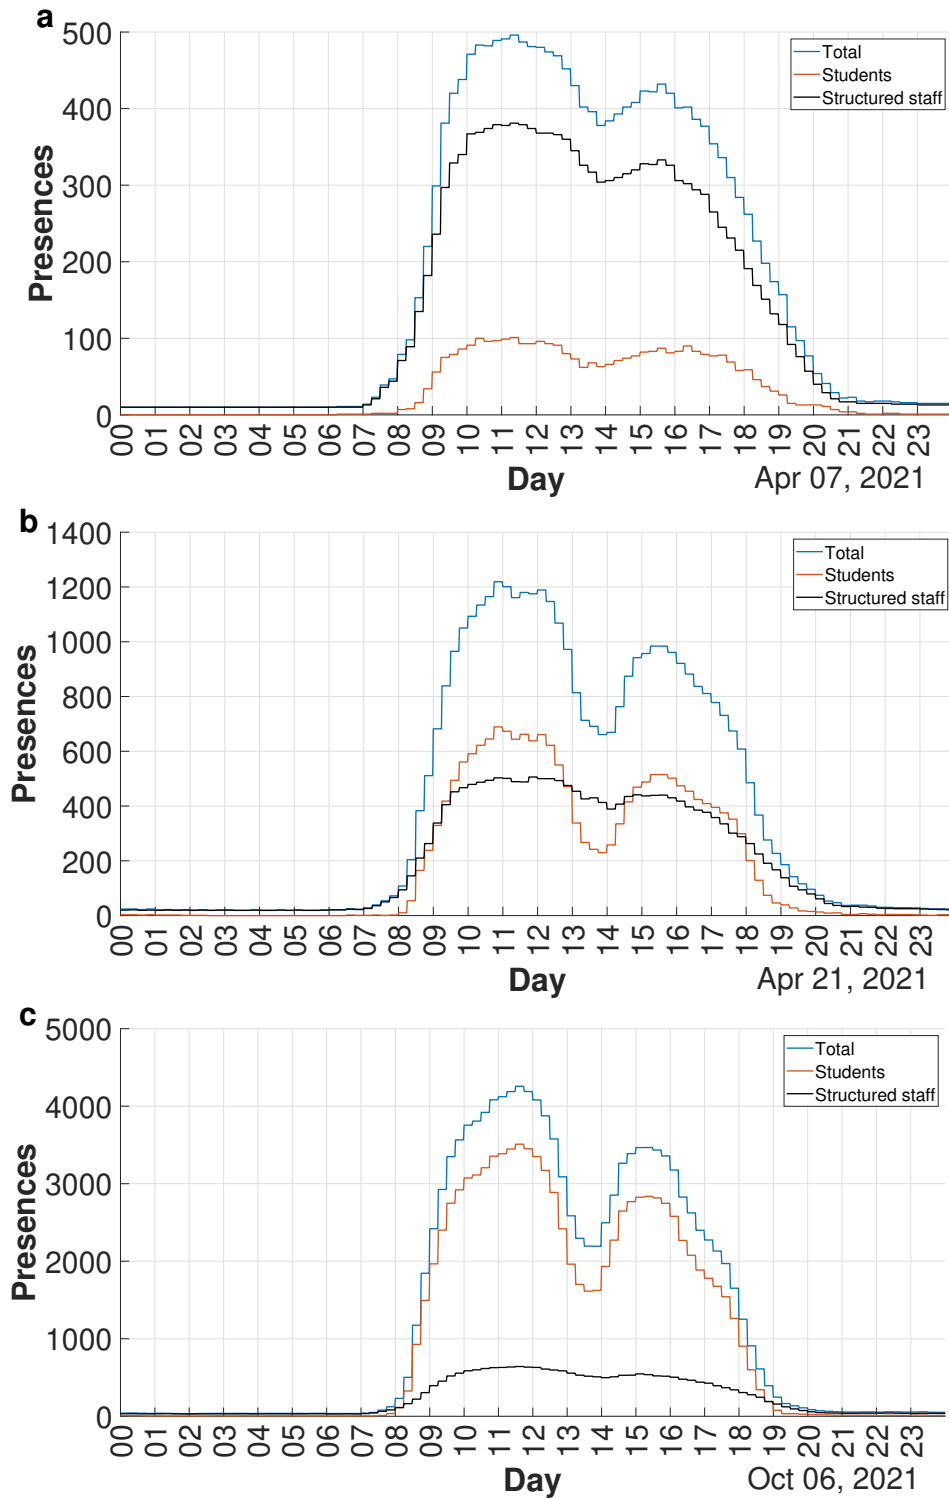 a
500
400
300
200
100
0
Presences
Total
Students
Structured staff
00 01 02 03 04 05 06 07 08 09 10 11 12 13 14 15 16 17 18 19 20 21 22 23
Day
Apr 07, 2021
b
1400
1200
1000
800
600
400
200
0
Presences
Total
Students
Structured staff
00 01 02 03 04 05 06 07 08 09 10 11 12 13 14 15 16 17 18 19 20 21 22 23
Day
Apr 21, 2021
c
5000
4000
3000
2000
1000
0
Presences
Total
Students
Structured staff
00 01 02 03 04 05 06 07 08 09 10 11 12 13 14 15 16 17 18 19 20 21 22 23
Day
Oct 06, 2021